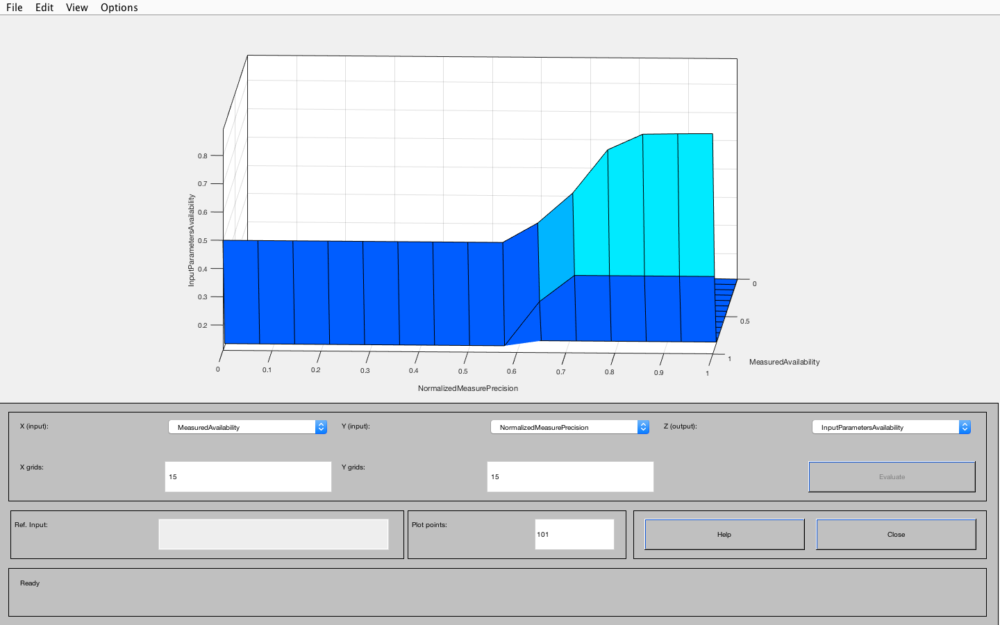 File Edit View Options
0.8
0.7
0.6
0.5
0.4
0.3
0.2
InputParametersAvailability
0
0.5
1
MeasuredAvailability
0 0.1 0.2 0.3 0.4 0.5 0.6 0.7 0.8 0.9 1
NormalizedMeasurePrecision
X (input): MeasuredAvailability Y (input): NormalizedMeasurePrecision Z (output): InputParametersAvailability
X grids: 15 Y grids: 15 Evaluate
Ref. Input: Plot points: 101 Help Close
Ready